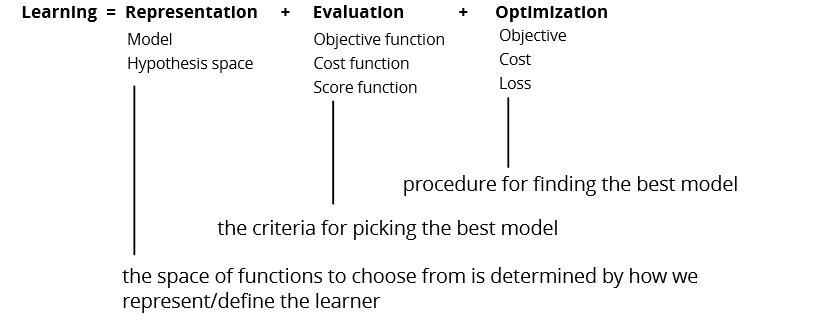 Learning = Representation + Evaluation + Optimization
Model Objective function Objective
Hypothesis space Cost function Cost
Score function Loss
procedure for finding the best model
the criteria for picking the best model
the space of functions to choose from is determined by how we
represent/define the learner